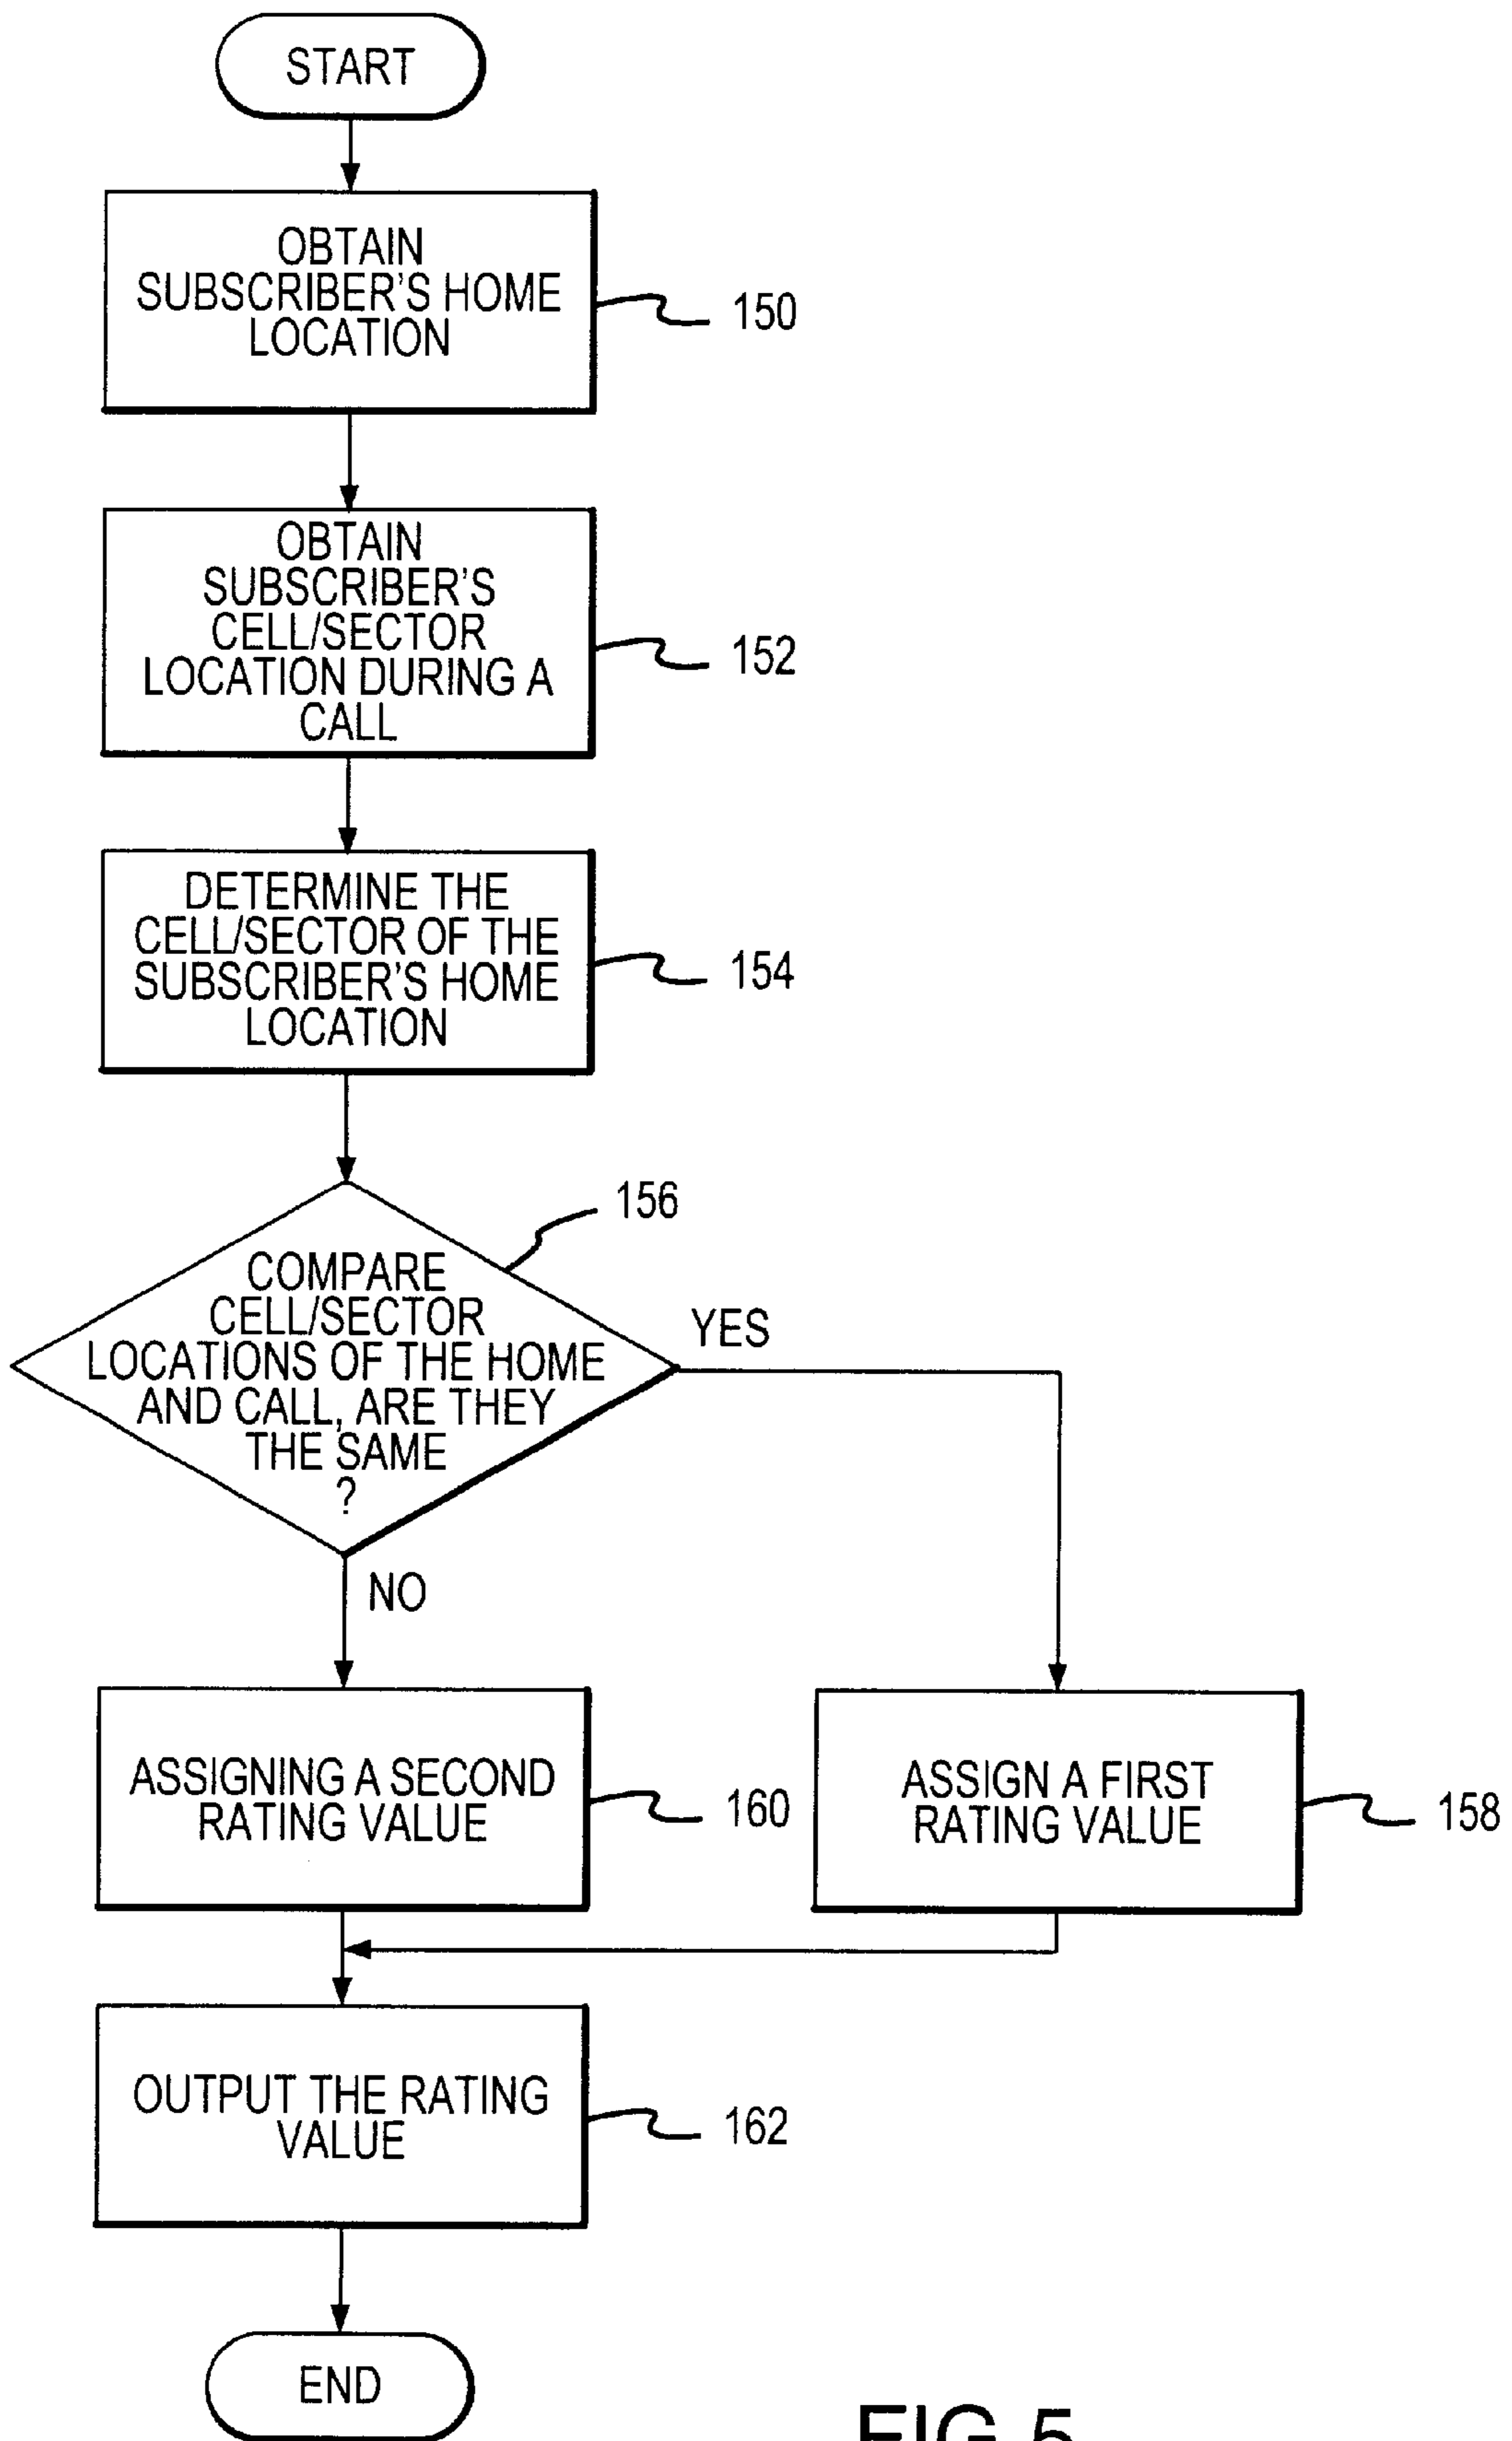 START
OBTAIN
SUBSCRIBER'S HOME
LOCATION
150
OBTAIN
SUBSCRIBER'S
CELL/SECTOR
LOCATION DURING A
CALL
152
DETERMINE THE
CELL/SECTOR OF THE
SUBSCRIBER'S HOME
LOCATION
154
156
COMPARE
CELL/SECTOR
LOCATIONS OF THE HOME
AND CALL, ARE THEY
THE SAME
?
YES
NO
ASSIGNING A SECOND
RATING VALUE
160
ASSIGN A FIRST
RATING VALUE
158
OUTPUT THE RATING
VALUE
162
END
FIG.5